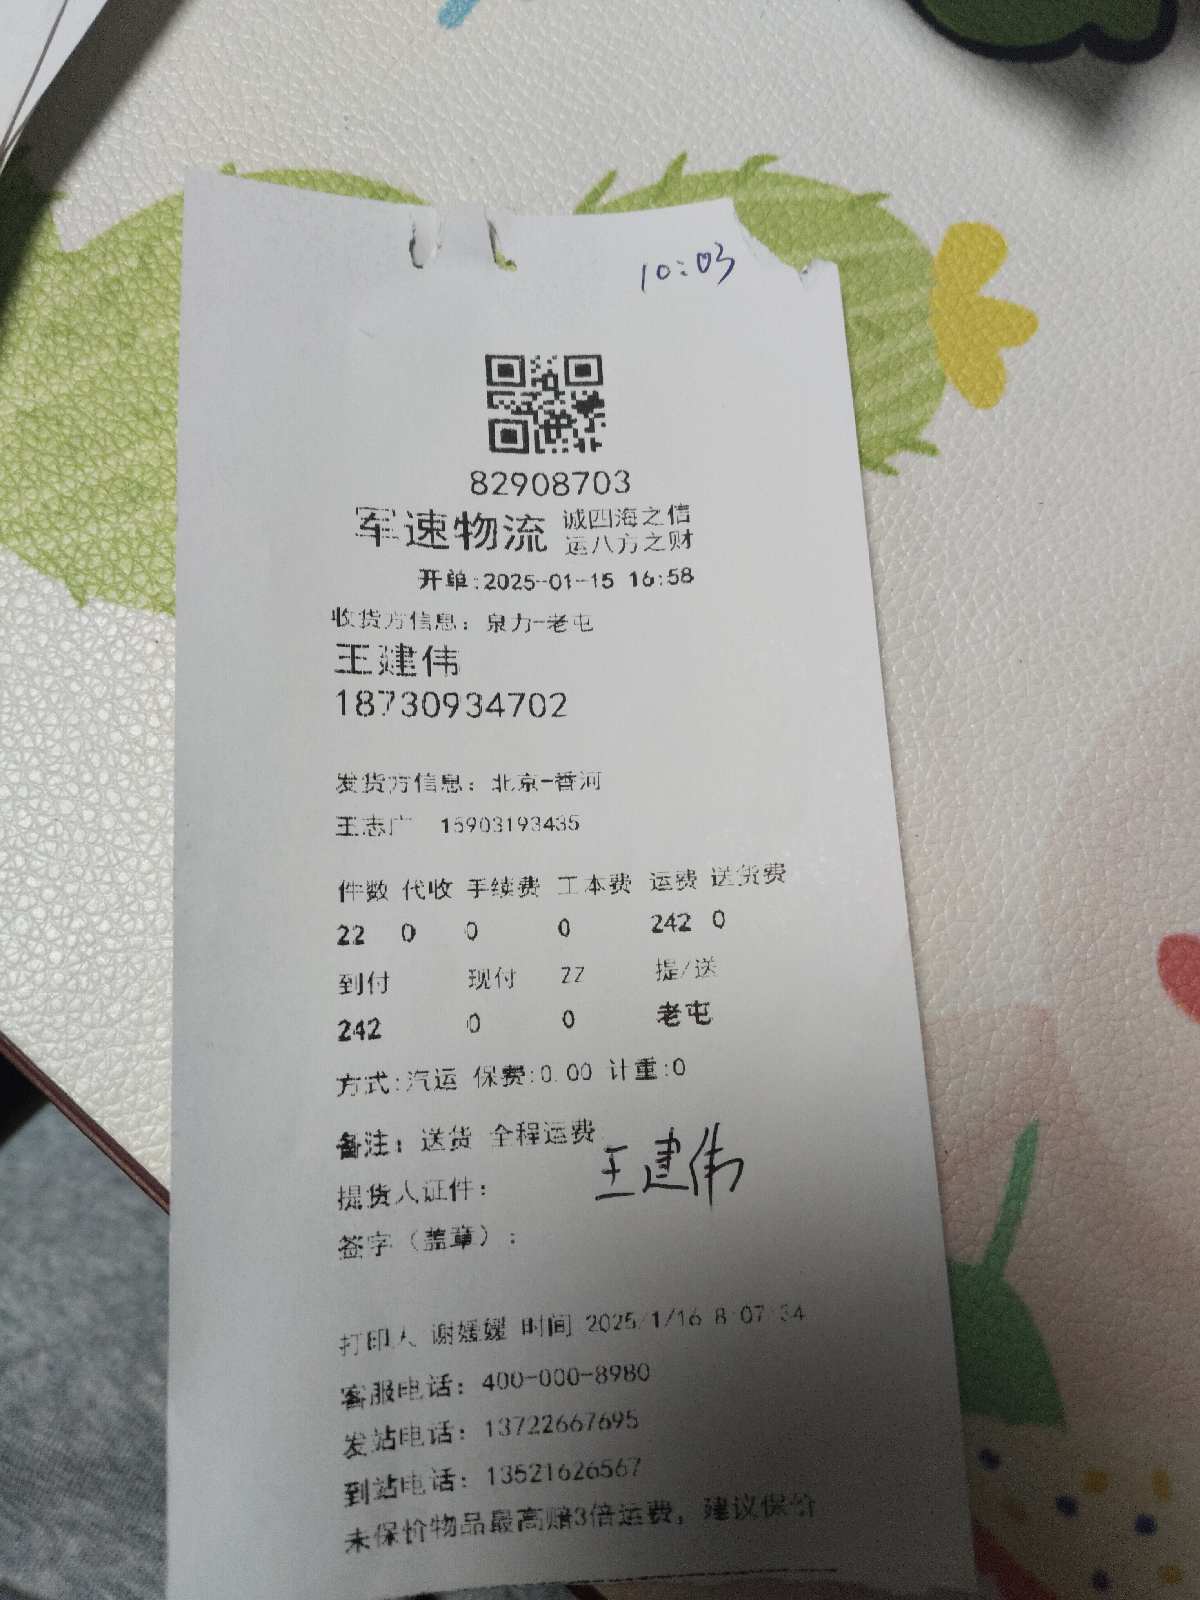 10:03
82908703
军速物流 诚四海之信
运八方之财
开单:2025-01-15 16:58
收货方信息: 泉力-老屯
王建伟
18730934702
发货方信息: 北京-香河
王志广 15903193435
件数 代收 手续费 工本费 运费 送货费
22 0 0 0 242 0
到付 现付 ZZ 提/送
242 0 0 老屯
方式:汽运 保费:0.00 计重:0
备注: 送货 全程运费
王建伟
提货人证件:
签字（盖章）:
打印人 谢媛媛 时间 2025/1/16 8:07:34
客服电话: 400-000-8980
发站电话: 13722667695
到站电话: 13521626567
未保价物品最高赔3倍运费, 建议保价